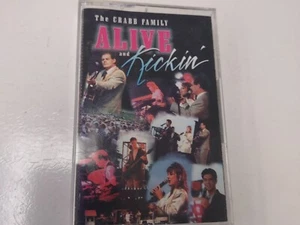 The CRABB FAMILY
ALIVE
and
Kickin'